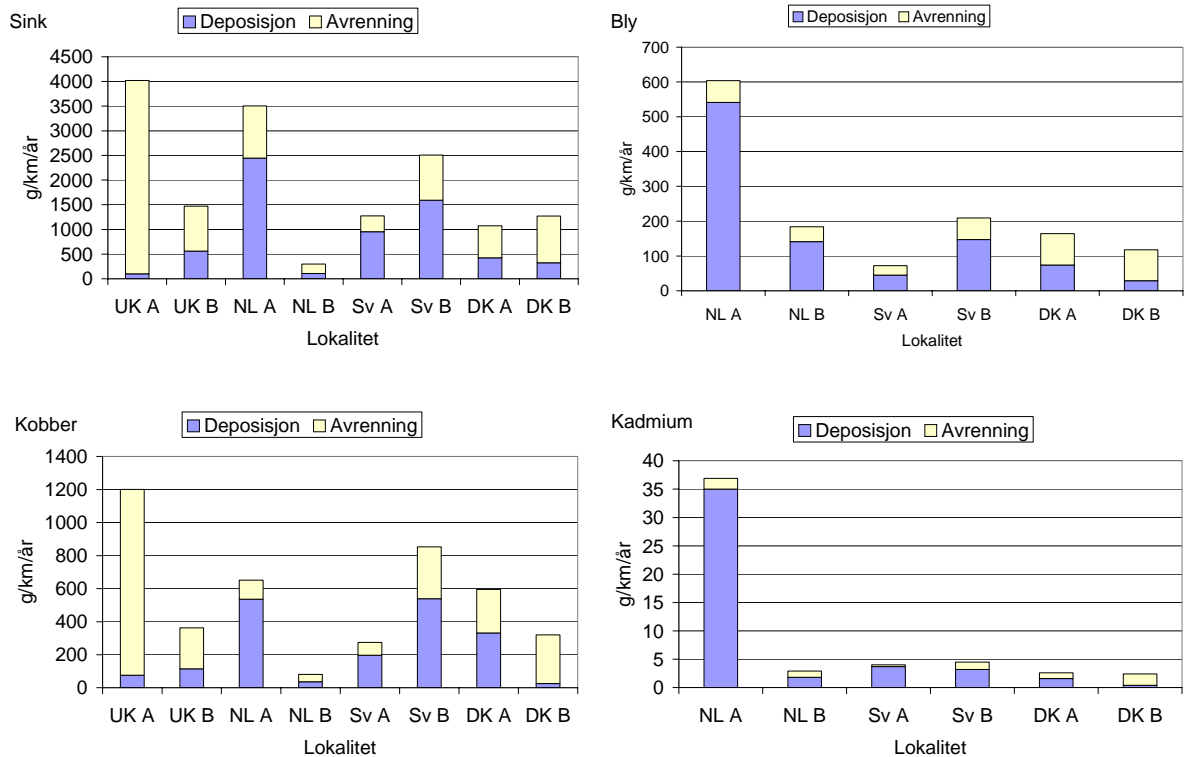 Sink
Deposisjon Avrenning
4500
4000
3500
3000
2500
2000
1500
1000
500
0
g/km/år
UK A UK B NL A NL B Sv A Sv B DK A DK B
Lokalitet
Bly
Deposisjon Avrenning
700
600
500
400
300
200
100
0
g/km/år
NL A NL B Sv A Sv B DK A DK B
Lokalitet
Kobber
Deposisjon Avrenning
1400
1200
1000
800
600
400
200
0
g/km/år
UK A UK B NL A NL B Sv A Sv B DK A DK B
Lokalitet
Kadmium
Deposisjon Avrenning
40
35
30
25
20
15
10
5
0
g/km/år
NL A NL B Sv A Sv B DK A DK B
Lokalitet